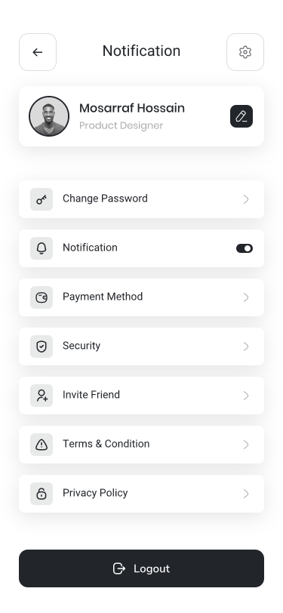 Notification
Mosarraf Hossain
Product Designer
Change Password
Notification
Payment Method
Security
Invite Friend
Terms & Condition
Privacy Policy
Logout